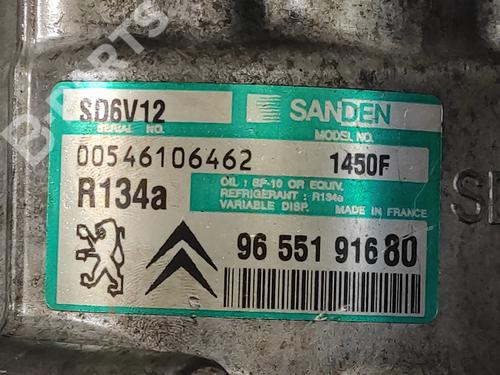 SD6V12
SANDEN
SERIAL NO.
MODEL NO.
00546106462
1450F
R134a
OIL : SP-10 OR EQUIV.
REFRIGERANT : R134a
VARIABLE DISP. MADE IN FRANCE
96 551 916 80
B-PARTS